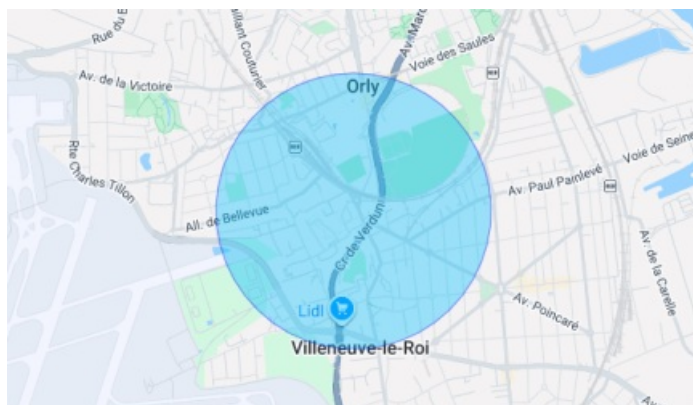 Rue du B
aillant Couturier
Av. Marc
Voie des Saules
Av. de la Victoire
Orly
Rte Charles Tillon
Voie de Seine
Av. Paul Painlevé
All. de Bellevue
Cr de Verdun
Av. de la Carelle
Av. Poincaré
Lidl
Villeneuve-le-Roi